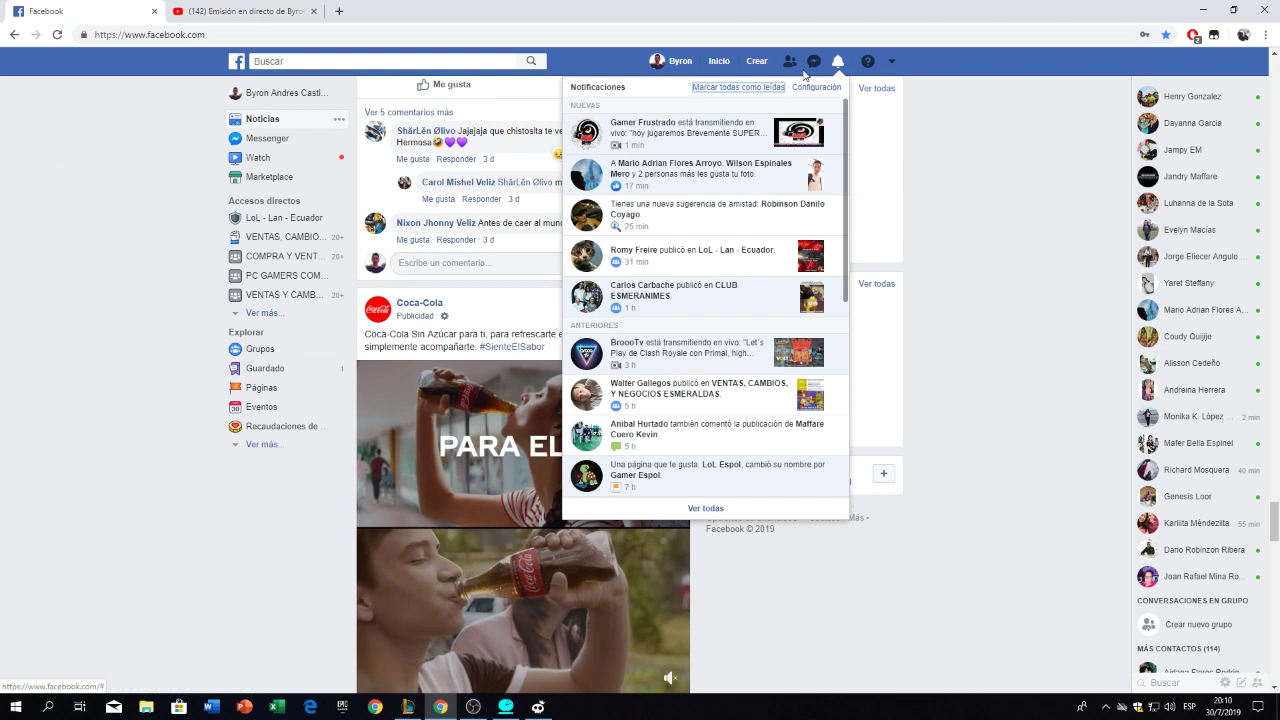 Facebook
(142) Emisión en directo de Byro
https://www.facebook.com
2
Buscar
Byron
Inicio
Crear
Byron Andres Casti...
Noticias
Messenger
Watch
Marketplace
Accesos directos
LoL - Lan - Ecuador
VENTAS, CAMBIO... 20+
COMPRA Y VENT... 20+
PC GAMERS COM...
VENTAS Y CAMB... 20+
Ver más...
Explorar
Grupos
Guardado 1
Páginas
Eventos
Recaudaciones de ...
Ver más...
Me gusta
Ver 5 comentarios más
ShärLën Ølivo Jajajaja que chistosita te ve
Hermosa🤣💜💜
Me gusta Responder 3 d
Carol Mishel Veliz ShärLën Ølivo m
Me gusta Responder 3 d
Nixon Jhonny Veliz Antes de caer al mund
Me gusta Responder 3 d
Escribe un comentario...
Coca-Cola
Publicidad
Coca-Cola Sin Azúcar para ti, para refrescarte e
simplemente acompañarte. #SienteElSabor
PARA EL
Notificaciones
Marcar todas como leídas
Configuración
NUEVAS
Gamer Frustrado está transmitiendo en
vivo: "hoy jugaremos Brevemente SUPER...
1 min
A Mario Adrian Flores Arroyo, Wilson Espinales
Mero y 2 personas más les gusta tu foto.
17 min
Tienes una nueva sugerencia de amistad: Robinson Danilo
Coyago.
25 min
Romy Freire publicó en LoL - Lan - Ecuador.
31 min
Carlos Carbache publicó en CLUB
ESMERANIMES.
1 h
ANTERIORES
BroooTv está transmitiendo en vivo: "Let´s
Play de Clash Royale con Primal, high...
3 h
Walter Gallegos publicó en VENTAS, CAMBIOS,
Y NEGOCIOS ESMERALDAS.
5 h
Anibal Hurtado también comentó la publicación de Maffare
Cuero Kevin.
5 h
Una página que te gusta, LoL Espol, cambió su nombre por
Gamer Espol.
7 h
Ver todas
Ver todas
Ver todas
+
Más
Facebook © 2019
Henry Gonzalez
Dayanna Garcia
Jampy EM
Jandry Maffare
Luhanna de la Sota
Evelyn Macías
Jorge Eliecer Angulo ...
Yaret Steffany
Mario Adrian Flores A...
Coudy Quijije
Alisson Cedeño
Andreina Herrera
Monika K. López ... 2 min
Mafer Bella Espinel
Richard Mosquera 40 min
Genesis Loor
Karlita Mèndezlita 55 min
Dario Robinzon Ribera
Joan Rafael Mina Ro...
CONVERSACIONES EN GRUPO
Crear nuevo grupo
MÁS CONTACTOS (114)
Buscar
https://www.facebook.com/#
ESP
20:10
30/7/2019